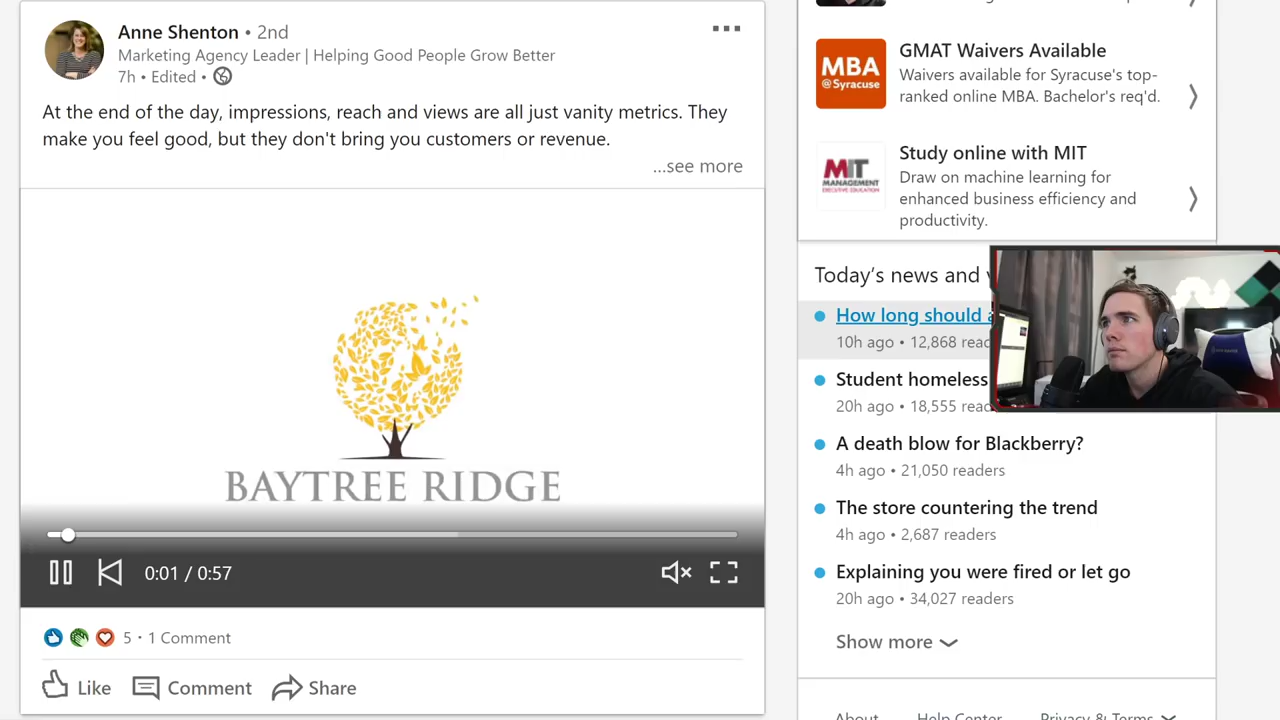 Anne Shenton • 2nd
Marketing Agency Leader | Helping Good People Grow Better
7h • Edited •
At the end of the day, impressions, reach and views are all just vanity metrics. They
make you feel good, but they don't bring you customers or revenue.
...see more
BAYTREE RIDGE
0:01 / 0:57
5 · 1 Comment
Like Comment Share
MBA
@Syracuse
GMAT Waivers Available
Waivers available for Syracuse's top-
ranked online MBA. Bachelor's req'd.
MIT
MANAGEMENT
EXECUTIVE EDUCATION
Study online with MIT
Draw on machine learning for
enhanced business efficiency and
productivity.
Today's news and
How long should
10h ago • 12,868
Student homeless
20h ago • 18,555
A death blow for Blackberry?
4h ago • 21,050 readers
The store countering the trend
4h ago • 2,687 readers
Explaining you were fired or let go
20h ago • 34,027 readers
Show more
About Help Center Privacy & Terms